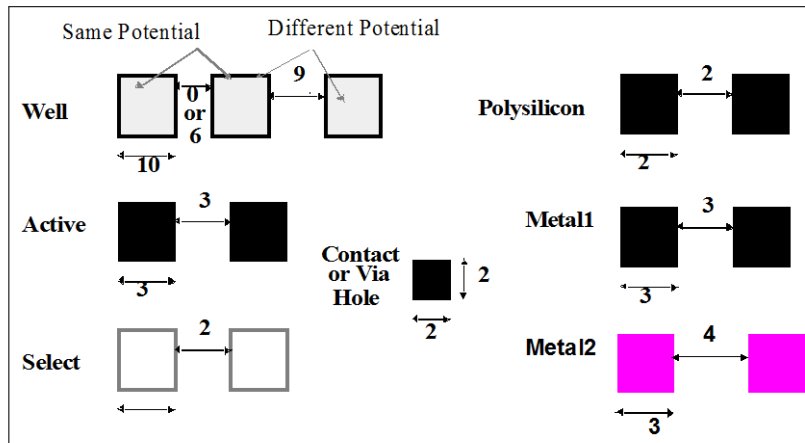 Same Potential
Different Potential
Well
0
or
6
9
10
Polysilicon
2
2
Active
3
3
Metal1
3
3
Contact
or Via
Hole
2
2
Select
2
Metal2
4
3